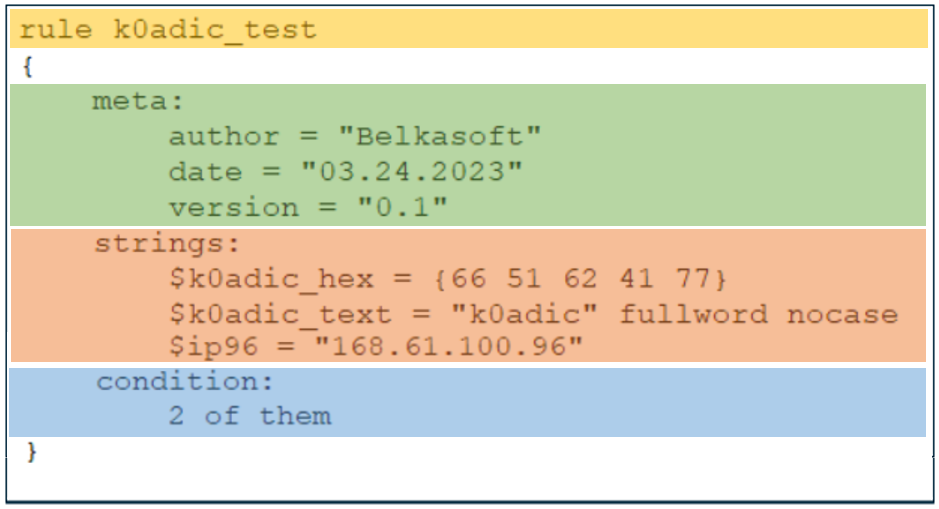 rule k0adic_test
{
    meta:
        author = "Belkasoft"
        date = "03.24.2023"
        version = "0.1"
    strings:
        $k0adic_hex = {66 51 62 41 77}
        $k0adic_text = "k0adic" fullword nocase
        $ip96 = "168.61.100.96"
    condition:
        2 of them
}